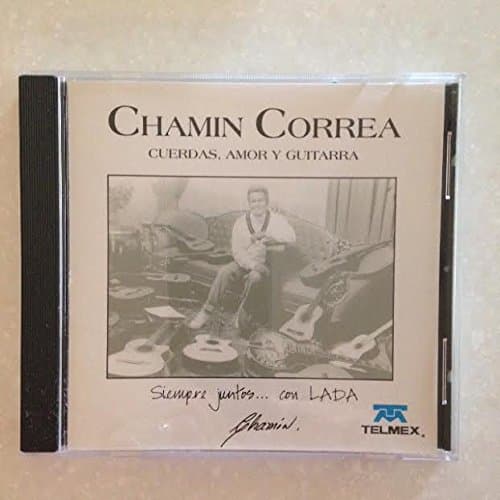 CHAMIN CORREA
CUERDAS, AMOR Y GUITARRA
Siempre juntos... con LADA
Chamin.
TELMEX.